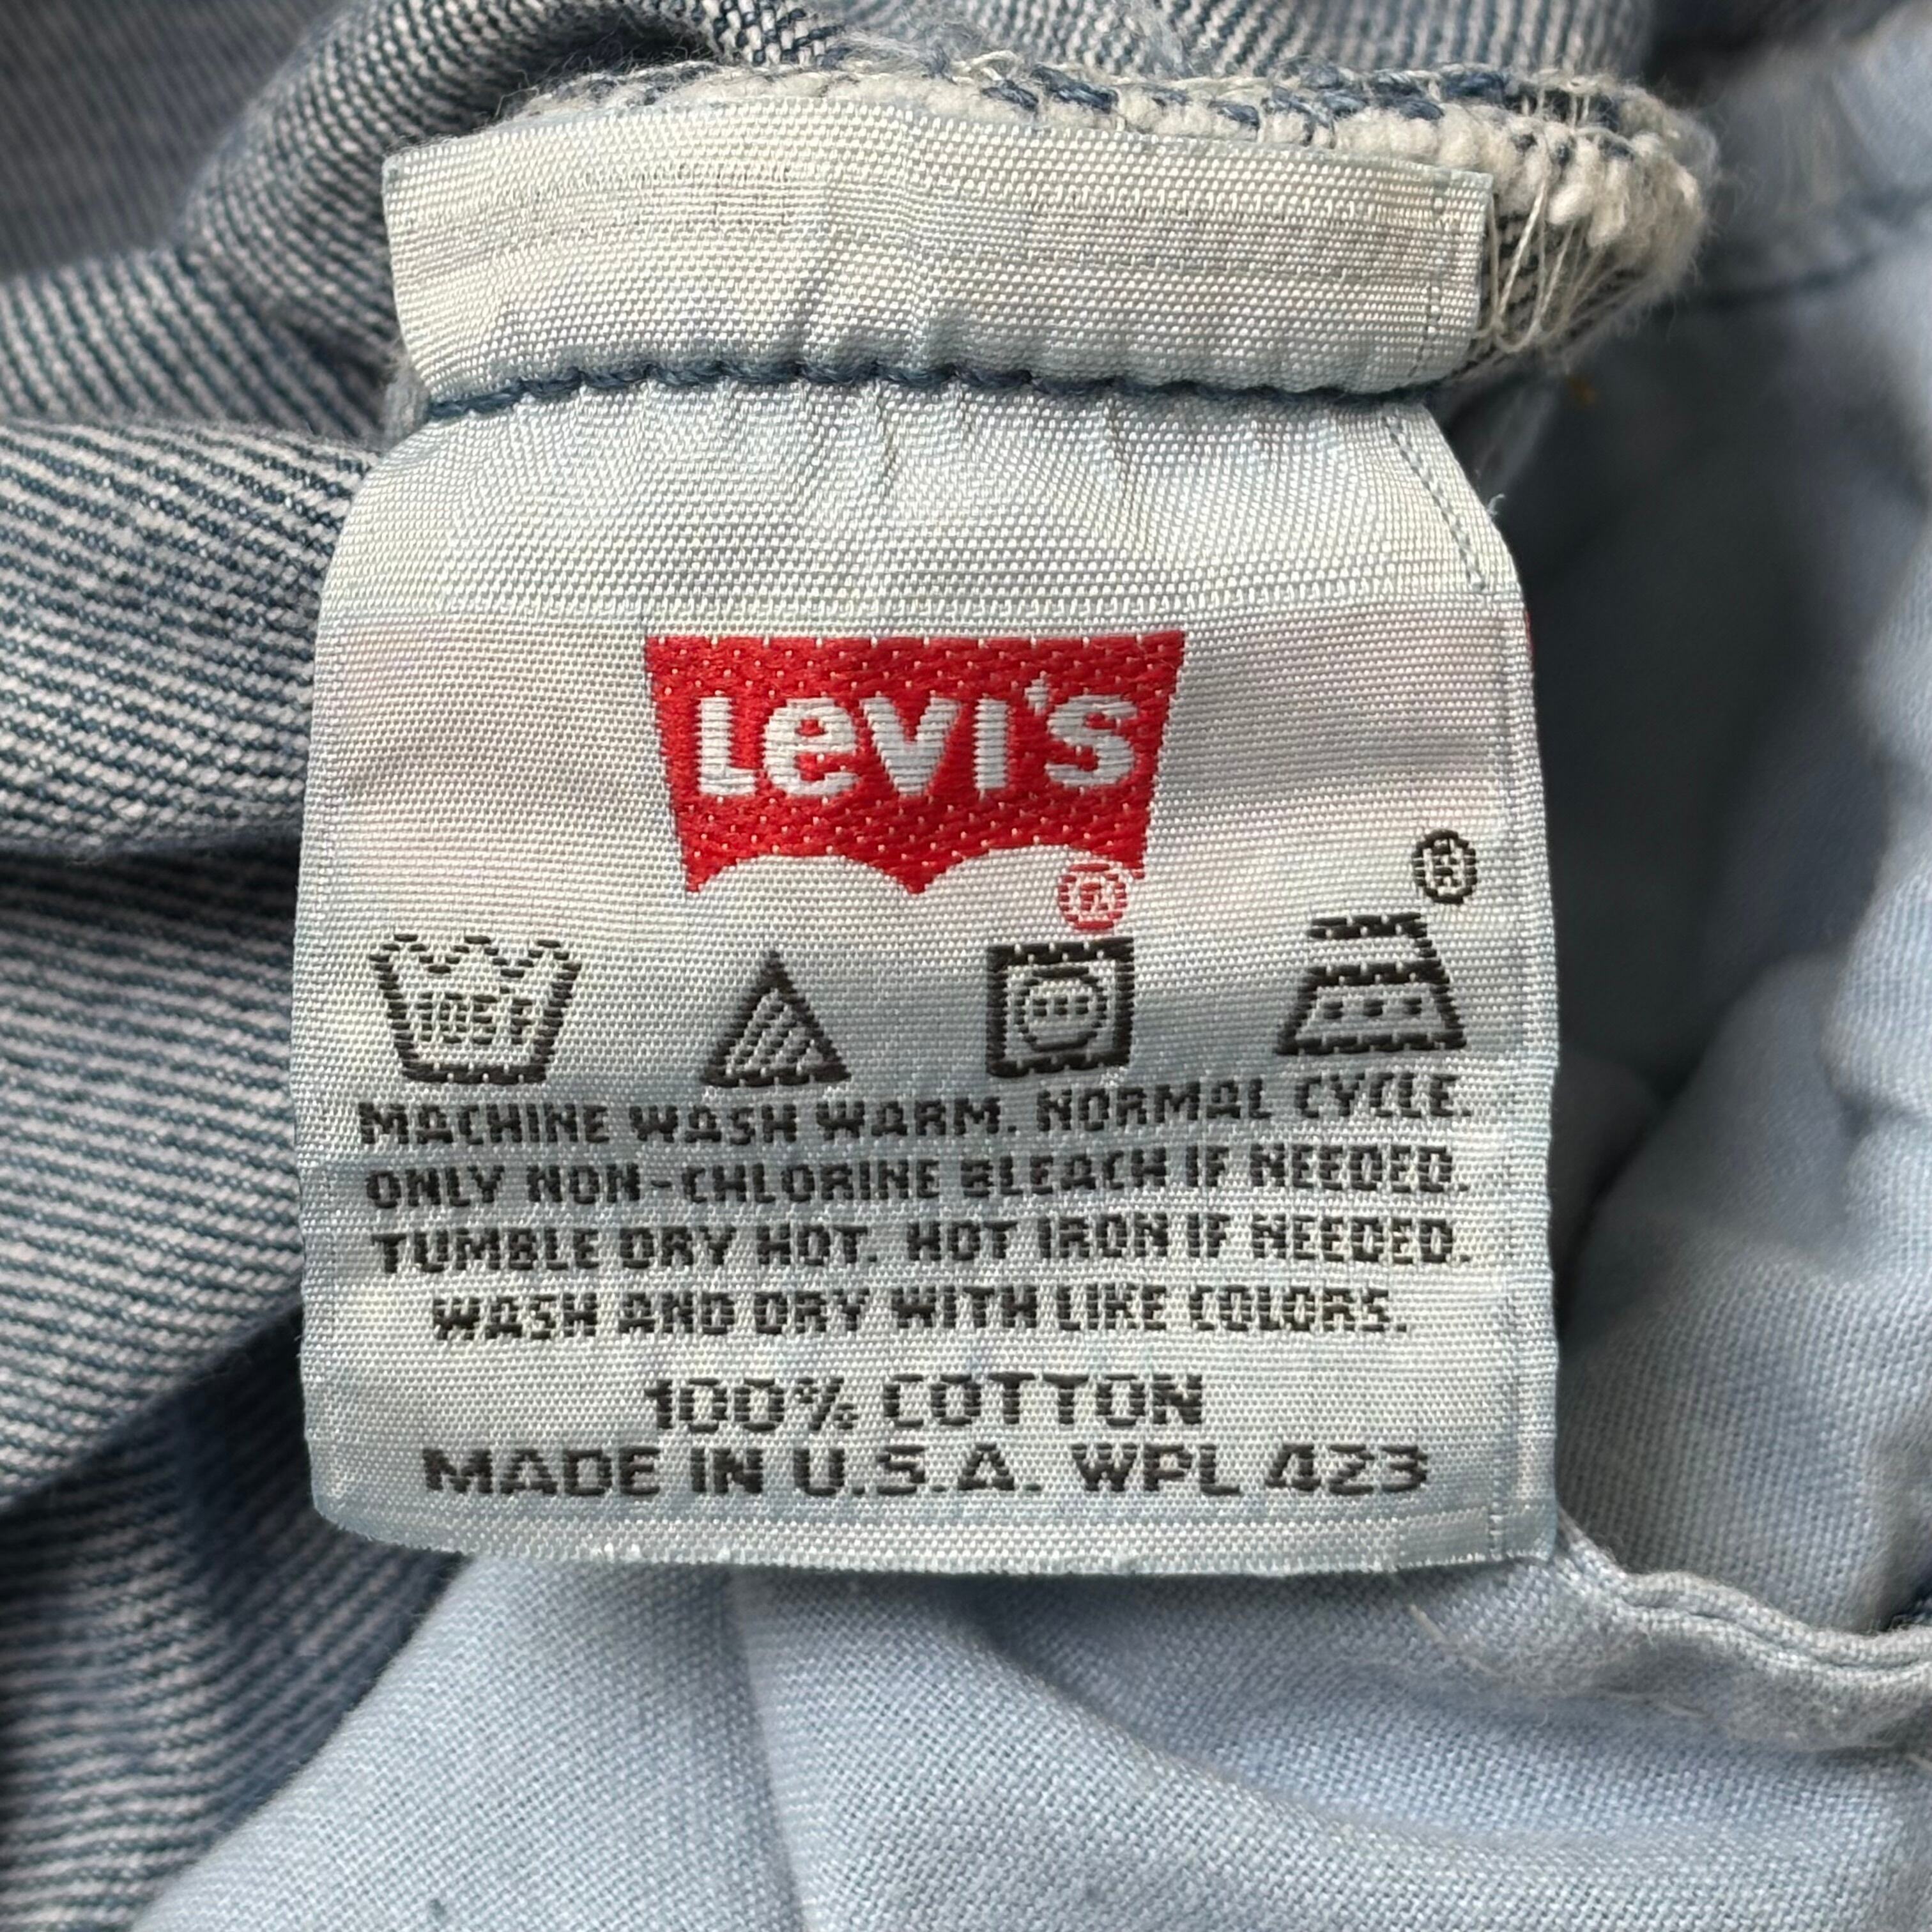 Levi's
®
®
105°F
MACHINE WASH WARM. NORMAL CYCLE.
ONLY NON-CHLORINE BLEACH IF NEEDED.
TUMBLE DRY HOT. HOT IRON IF NEEDED.
WASH AND DRY WITH LIKE COLORS.
100% COTTON
MADE IN U.S.A. WPL 423